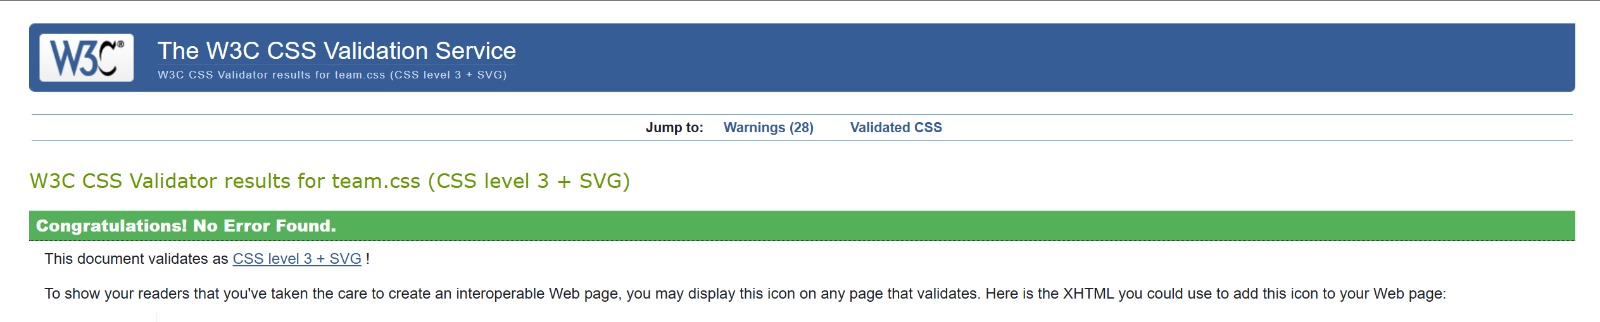 W3C®
The W3C CSS Validation Service
W3C CSS Validator results for team.css (CSS level 3 + SVG)
Jump to: Warnings (28) Validated CSS
W3C CSS Validator results for team.css (CSS level 3 + SVG)
Congratulations! No Error Found.
This document validates as CSS level 3 + SVG !
To show your readers that you've taken the care to create an interoperable Web page, you may display this icon on any page that validates. Here is the XHTML you could use to add this icon to your Web page: